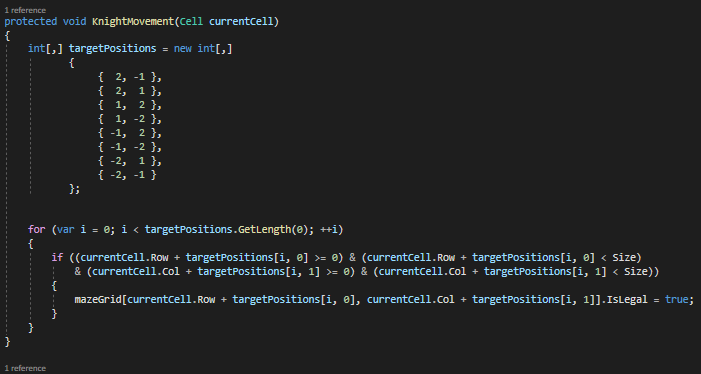 1 reference
protected void KnightMovement(Cell currentCell)
{
    int[,] targetPositions = new int[,]
           {
                {  2, -1 },
                {  2,  1 },
                {  1,  2 },
                {  1, -2 },
                { -1,  2 },
                { -1, -2 },
                { -2,  1 },
                { -2, -1 }
           };
    for (var i = 0; i < targetPositions.GetLength(0); ++i)
    {
        if ((currentCell.Row + targetPositions[i, 0] >= 0) & (currentCell.Row + targetPositions[i, 0] < Size)
            & (currentCell.Col + targetPositions[i, 1] >= 0) & (currentCell.Col + targetPositions[i, 1] < Size))
        {
            mazeGrid[currentCell.Row + targetPositions[i, 0], currentCell.Col + targetPositions[i, 1]].IsLegal = true;
        }
    }
}
1 reference